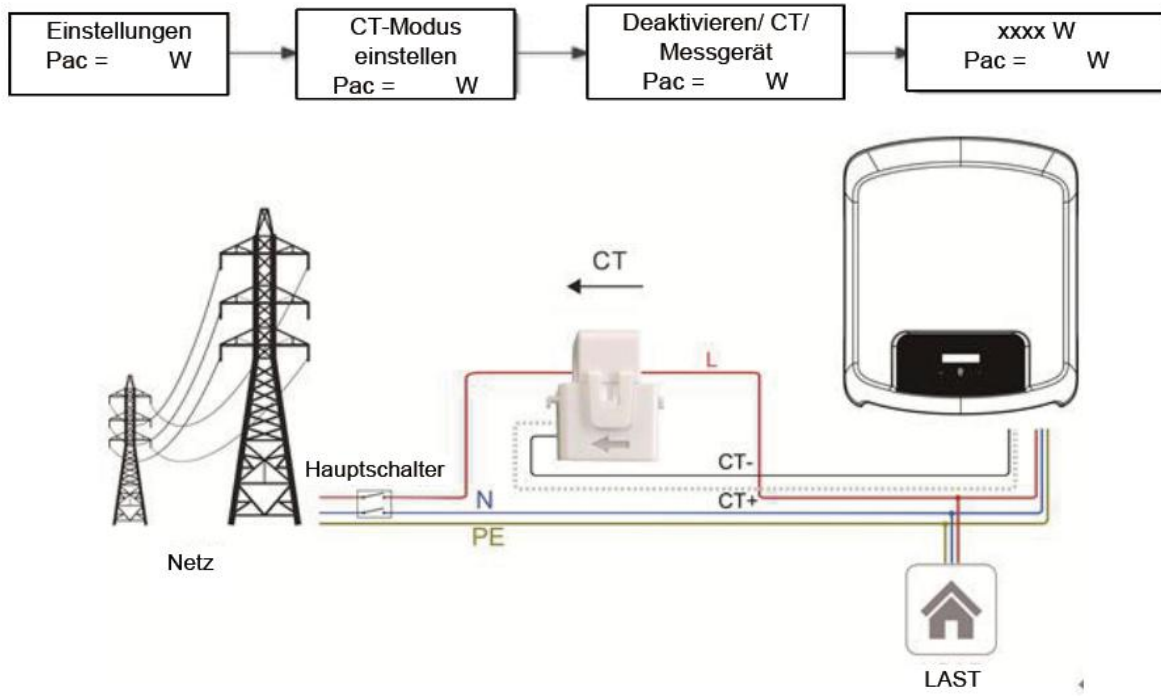 Einstellungen
Pac = W
CT-Modus
einstellen
Pac = W
Deaktivieren/ CT/
Messgerät
Pac = W
xxxx W
Pac = W
CT
L
CT-
Hauptschalter
N
CT+
PE
Netz
LAST